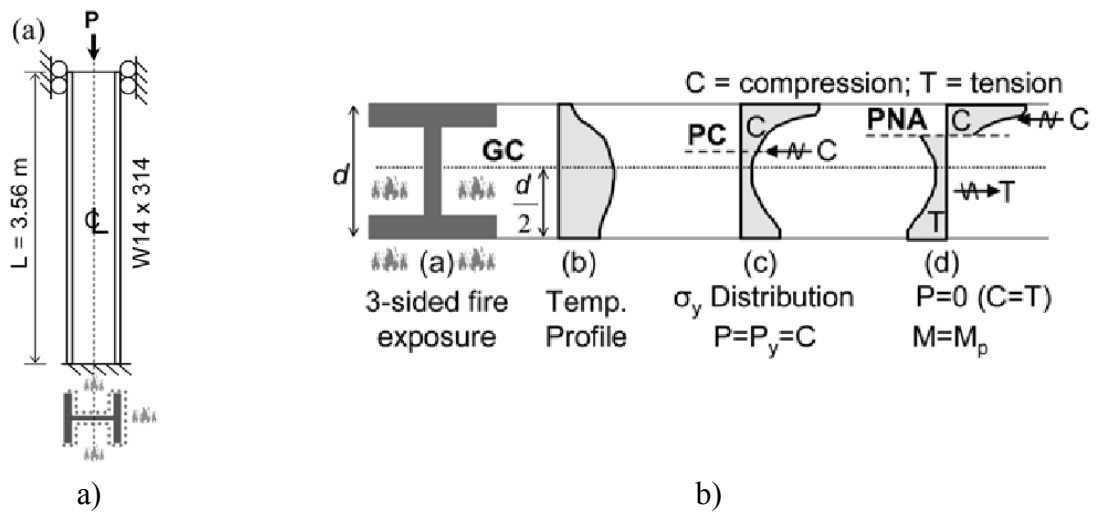 (a)
P
L = 3.56 m
W14 x 314
℄
a)
C = compression; T = tension
d
GC
d
2
PC
C
C
PNA
C
C
T
T
(a)
(b)
(c)
(d)
3-sided fire
exposure
Temp.
Profile
σy Distribution
P=Py=C
P=0 (C=T)
M=Mp
b)